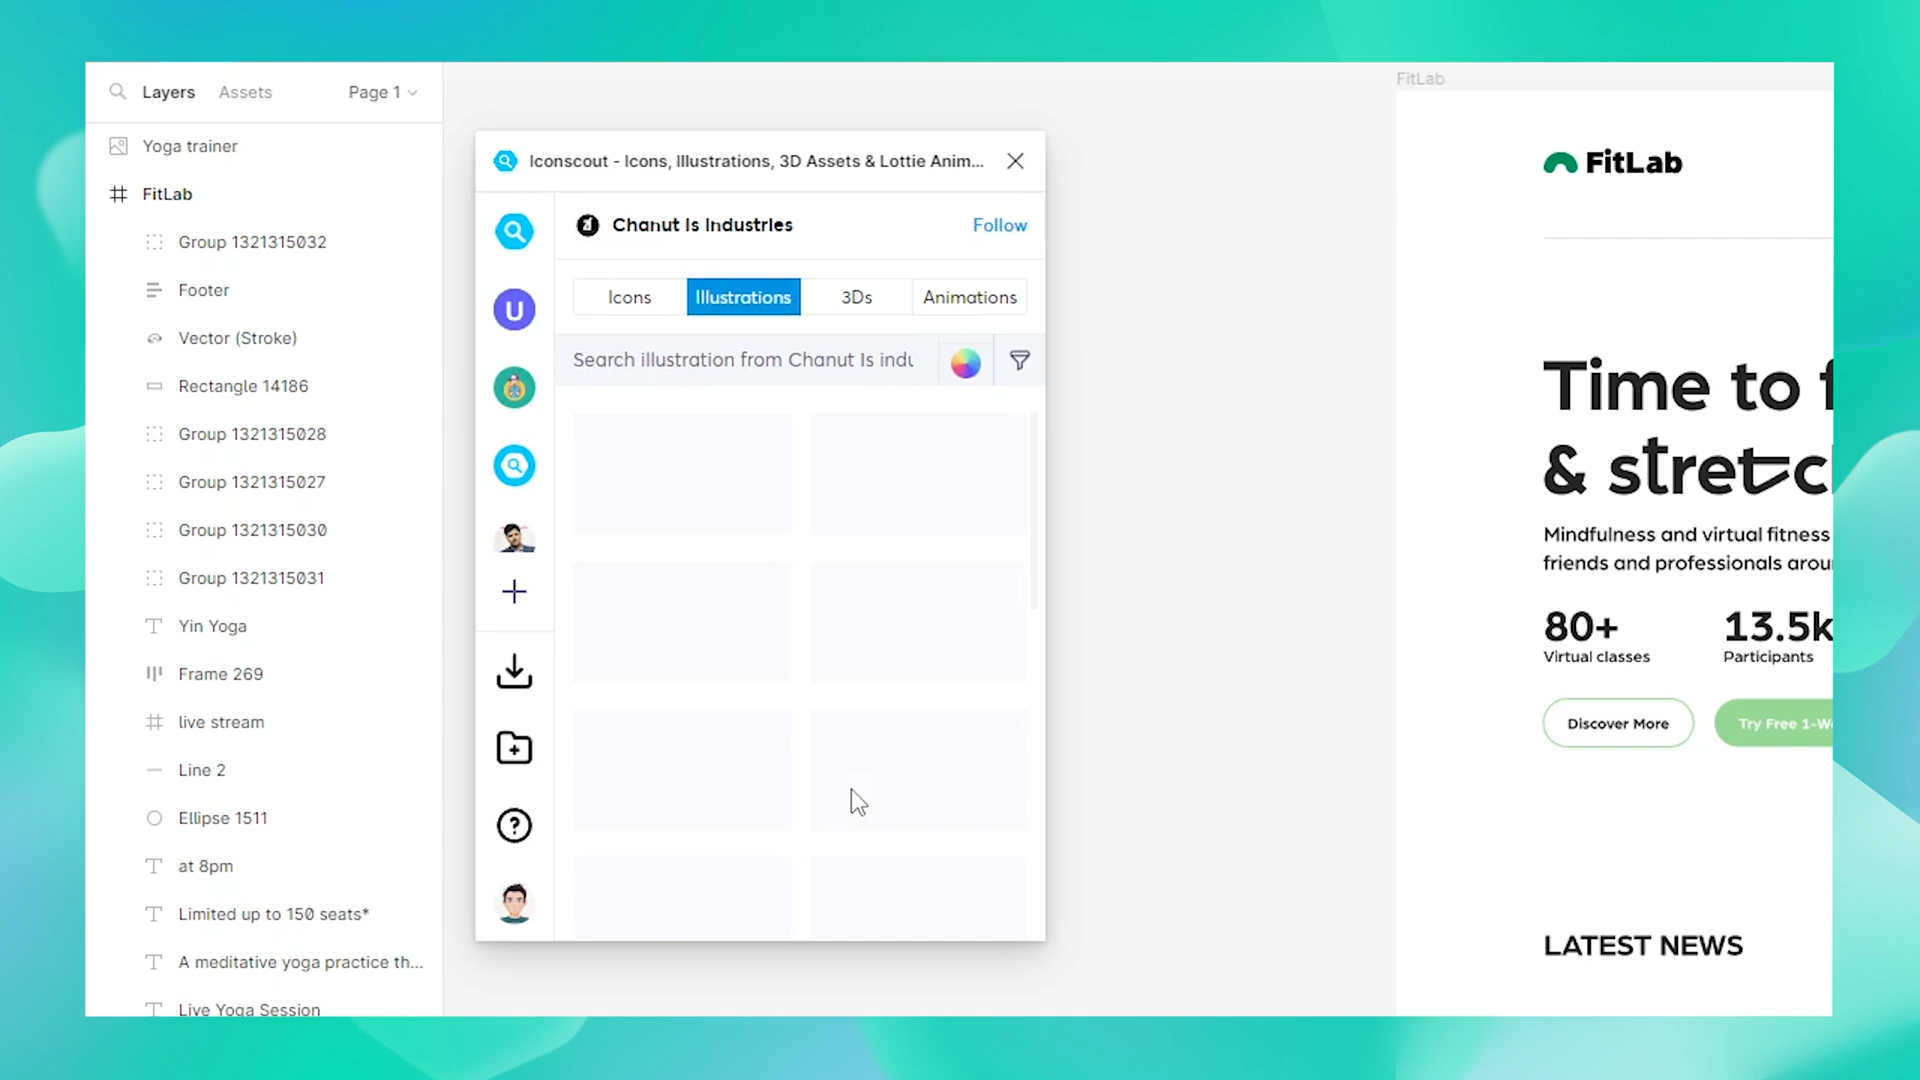 Layers
Assets
Page 1
Yoga trainer
FitLab
Group 1321315032
Footer
Vector (Stroke)
Rectangle 14186
Group 1321315028
Group 1321315027
Group 1321315030
Group 1321315031
Yin Yoga
Frame 269
live stream
Line 2
Ellipse 1511
at 8pm
Limited up to 150 seats*
A meditative yoga practice th...
Live Yoga Session
Iconscout - Icons, Illustrations, 3D Assets & Lottie Anim...
U
Chanut Is Industries
Follow
Icons
Illustrations
3Ds
Animations
Search illustration from Chanut Is indu
FitLab
FitLab
Time to f
& stretc
Mindfulness and virtual fitness
friends and professionals arou
80+
Virtual classes
13.5k
Participants
Discover More
Try Free 1-W
LATEST NEWS